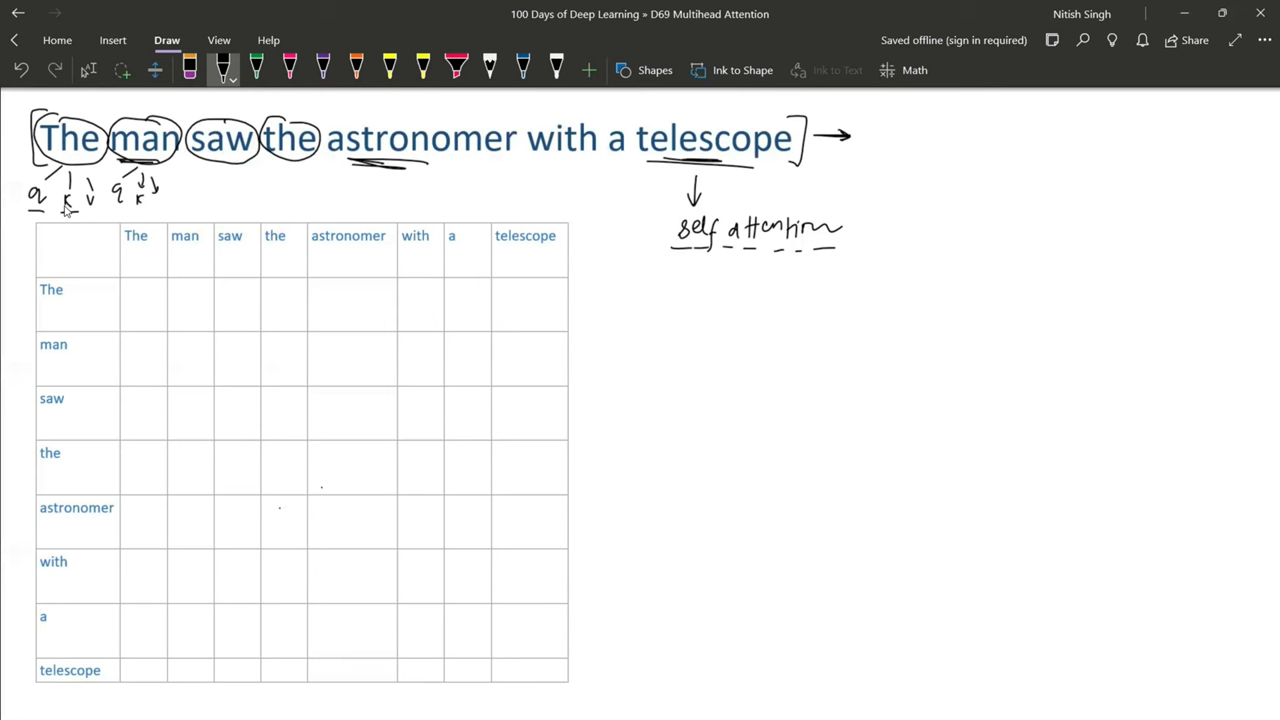 100 Days of Deep Learning » D69 Multihead Attention
Nitish Singh
Home Insert Draw View Help
Saved offline (sign in required)
Share
Shapes
Ink to Shape
Ink to Text
Math
[The man saw the astronomer with a telescope] →
q k v q k v
self attention
The man saw the astronomer with a telescope
The
man
saw
the
astronomer
with
a
telescope